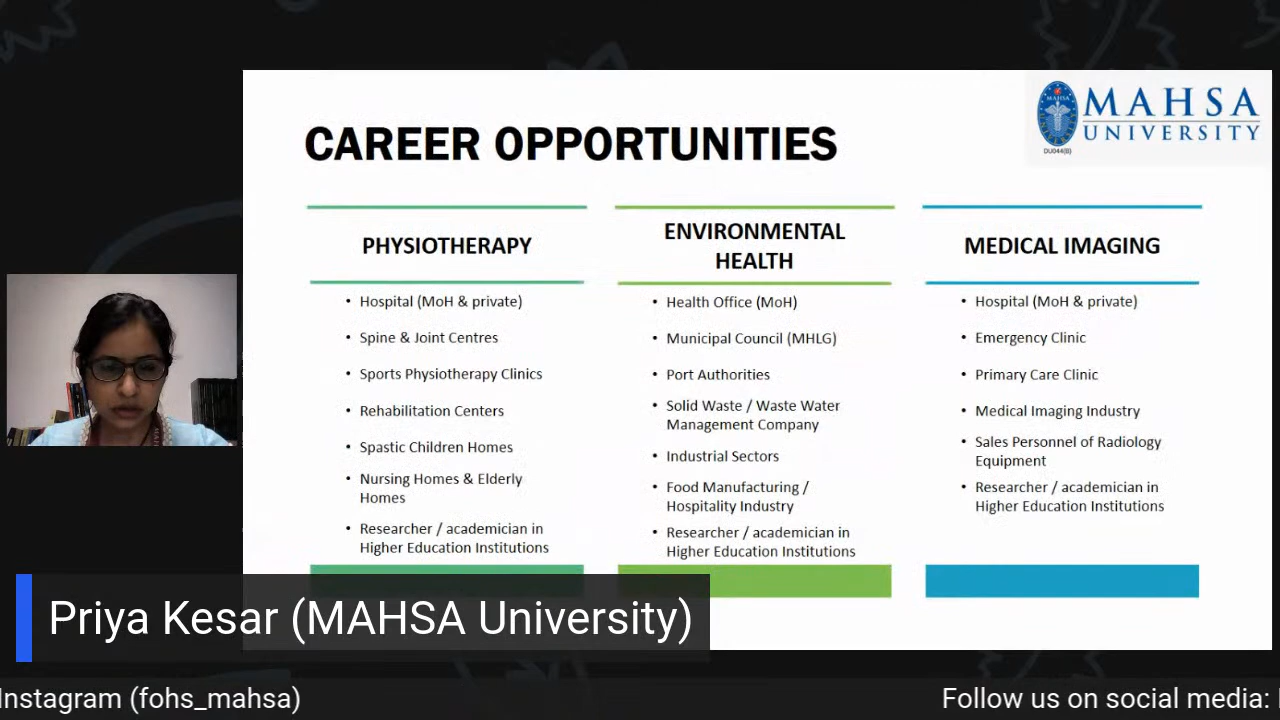 MAHSA
UNIVERSITY
MAHSA
DU044(B)
CAREER OPPORTUNITIES
PHYSIOTHERAPY
• Hospital (MoH & private)
• Spine & Joint Centres
• Sports Physiotherapy Clinics
• Rehabilitation Centers
• Spastic Children Homes
• Nursing Homes & Elderly
Homes
• Researcher / academician in
Higher Education Institutions
ENVIRONMENTAL
HEALTH
• Health Office (MoH)
• Municipal Council (MHLG)
• Port Authorities
• Solid Waste / Waste Water
Management Company
• Industrial Sectors
• Food Manufacturing /
Hospitality Industry
• Researcher / academician in
Higher Education Institutions
MEDICAL IMAGING
• Hospital (MoH & private)
• Emergency Clinic
• Primary Care Clinic
• Medical Imaging Industry
• Sales Personnel of Radiology
Equipment
• Researcher / academician in
Higher Education Institutions
Priya Kesar (MAHSA University)
Instagram (fohs_mahsa)
Follow us on social media: